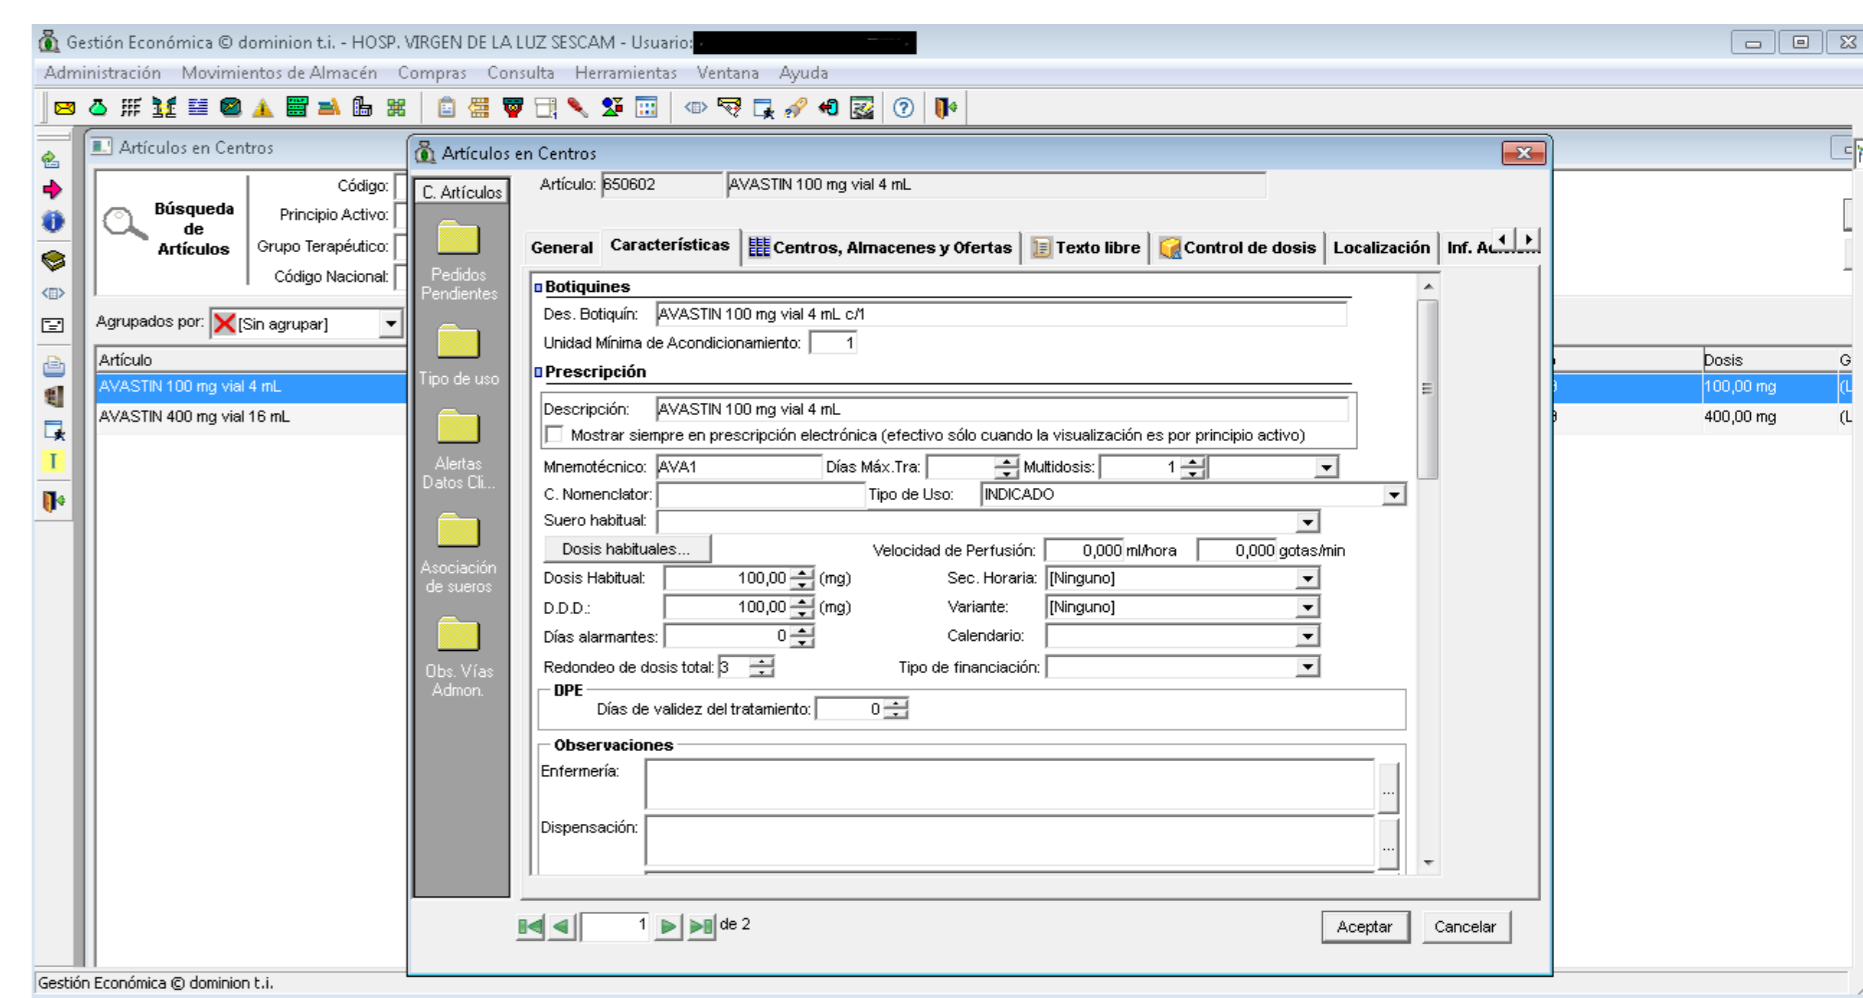 Gestión Económica © dominion t.i. - HOSP. VIRGEN DE LA LUZ SESCAM - Usuario:
Administración Movimientos de Almacén Compras Consulta Herramientas Ventana Ayuda
Artículos en Centros
Búsqueda de Artículos
Código:
Principio Activo:
Grupo Terapéutico:
Código Nacional:
Agrupados por: [Sin agrupar]
Artículo
AVASTIN 100 mg vial 4 mL
AVASTIN 400 mg vial 16 mL
Artículos en Centros
C. Artículos
Pedidos
Pendientes
Tipo de uso
Alertas
Datos Cli...
Asociación
de sueros
Obs. Vías
Admon.
Artículo: 650602 AVASTIN 100 mg vial 4 mL
General Características Centros, Almacenes y Ofertas Texto libre Control de dosis Localización Inf.
Botiquines
Des. Botiquín: AVASTIN 100 mg vial 4 mL c/1
Unidad Mínima de Acondicionamiento: 1
Prescripción
Descripción: AVASTIN 100 mg vial 4 mL
Mostrar siempre en prescripción electrónica (efectivo sólo cuando la visualización es por principio activo)
Mnemotécnico: AVA1 Días Máx.Tra: Multidosis: 1
C. Nomenclator: Tipo de Uso: INDICADO
Suero habitual:
Dosis habituales... Velocidad de Perfusión: 0,000 ml/hora 0,000 gotas/min
Dosis Habitual: 100,00 (mg) Sec. Horaria: [Ninguno]
D.D.D.: 100,00 (mg) Variante: [Ninguno]
Días alarmantes: 0 Calendario:
Redondeo de dosis total: 3 Tipo de financiación:
DPE
Días de validez del tratamiento: 0
Observaciones
Enfermería:
...
Dispensación:
...
1 de 2
Aceptar Cancelar
Dosis G
100,00 mg (L
400,00 mg (L
Gestión Económica © dominion t.i.